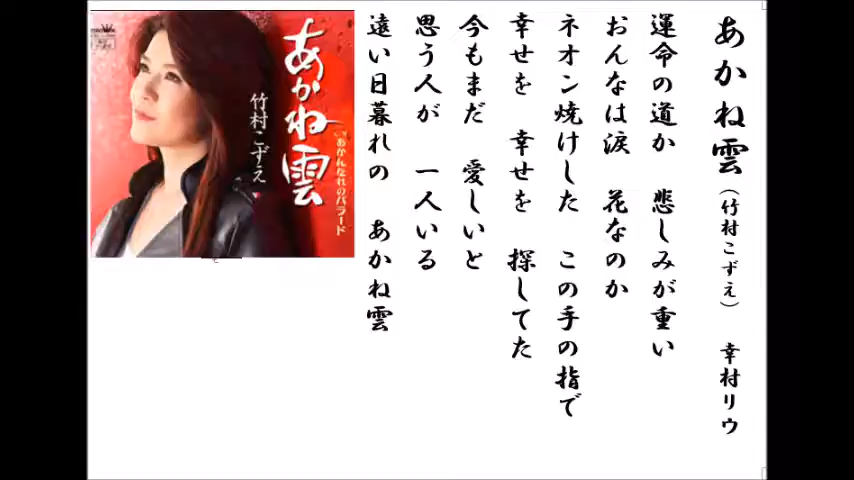 あかね雲(竹村こずえ) 幸村リウ
運命の道か 悲しみが重い
おんなは涙 花なのか
ネオン焼けした この手の指で
幸せを 幸せを 探してた
今もまだ 愛しいと
思う人が 一人いる
遠い日暮れの あかね雲
あかね雲
竹村こずえ
あかんたれのバラード